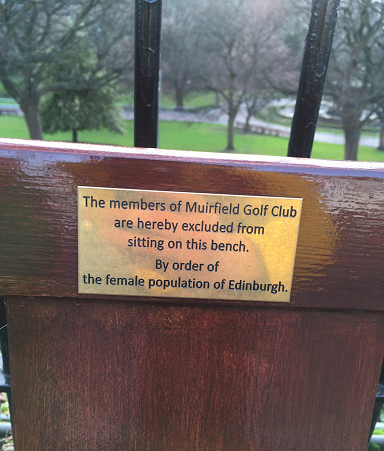 The members of Muirfield Golf Club
are hereby excluded from
sitting on this bench.
By order of
the female population of Edinburgh.